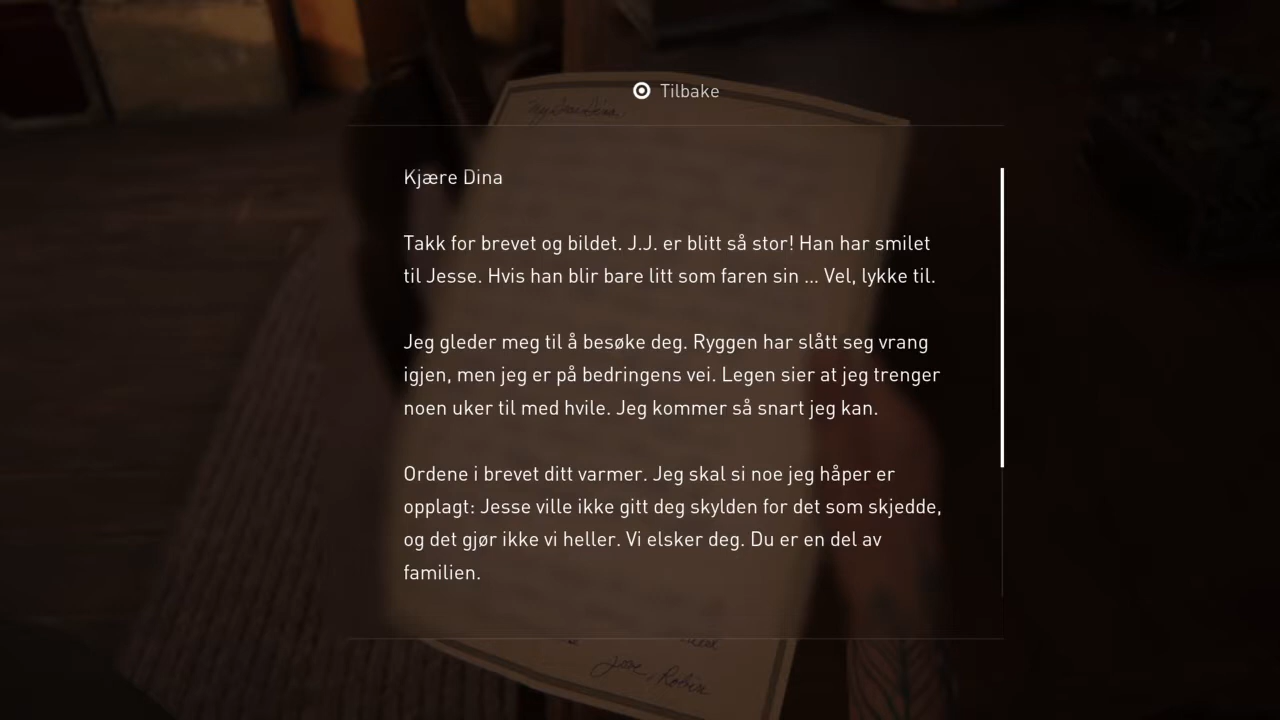 Tilbake
My Dear Dina,
Kjære Dina
Takk for brevet og bildet. J.J. er blitt så stor! Han har smilet
til Jesse. Hvis han blir bare litt som faren sin ... Vel, lykke til.
Jeg gleder meg til å besøke deg. Ryggen har slått seg vrang
igjen, men jeg er på bedringens vei. Legen sier at jeg trenger
noen uker til med hvile. Jeg kommer så snart jeg kan.
Ordene i brevet ditt varmer. Jeg skal si noe jeg håper er
opplagt: Jesse ville ikke gitt deg skylden for det som skjedde,
og det gjør ikke vi heller. Vi elsker deg. Du er en del av
familien.
Love, Robin